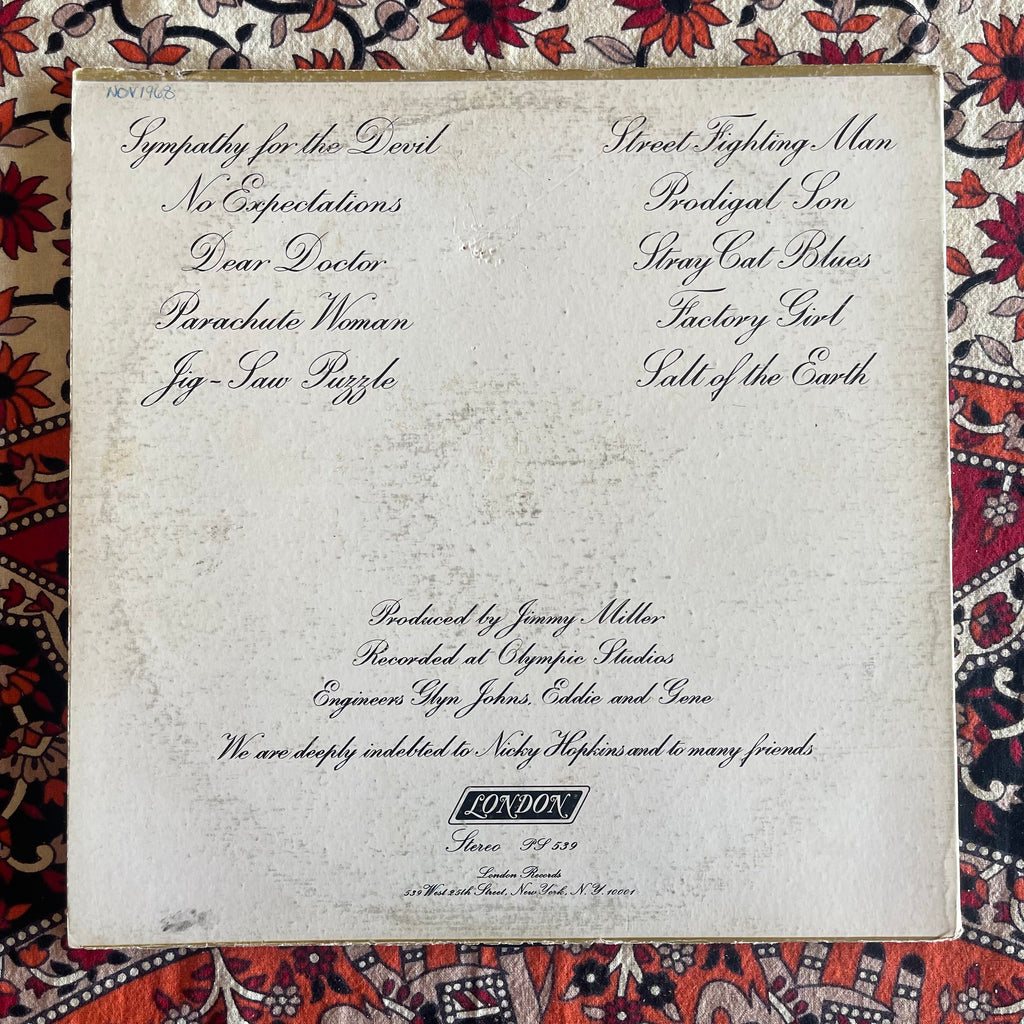 NOV 1968
Sympathy for the Devil
No Expectations
Dear Doctor
Parachute Woman
Jig-Saw Puzzle
Street Fighting Man
Prodigal Son
Stray Cat Blues
Factory Girl
Salt of the Earth
Produced by Jimmy Miller
Recorded at Olympic Studios
Engineers Glyn Johns, Eddie and Gene
We are deeply indebted to Nicky Hopkins and to many friends
LONDON
Stereo PS 539
London Records
539 West 25th Street, New York, N.Y. 10001